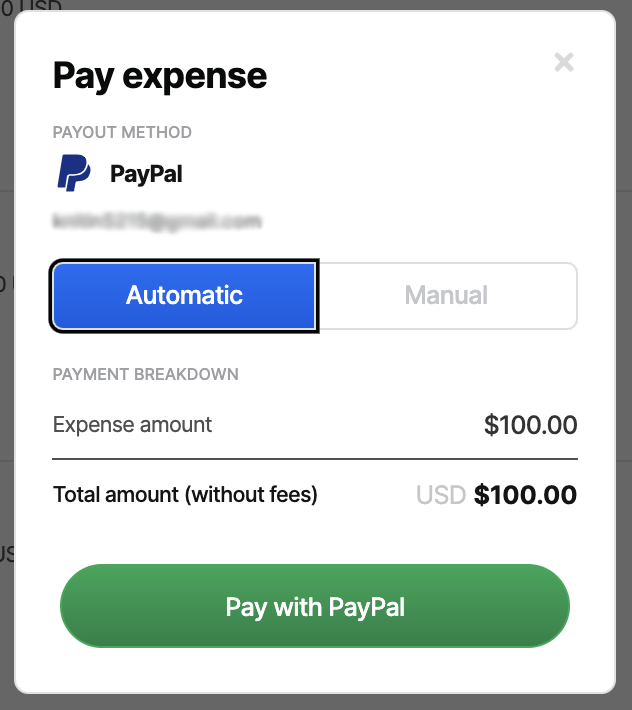 0 USD
Pay expense
PAYOUT METHOD
PayPal
Automatic
Manual
PAYMENT BREAKDOWN
Expense amount
$100.00
Total amount (without fees)
USD $100.00
Pay with PayPal